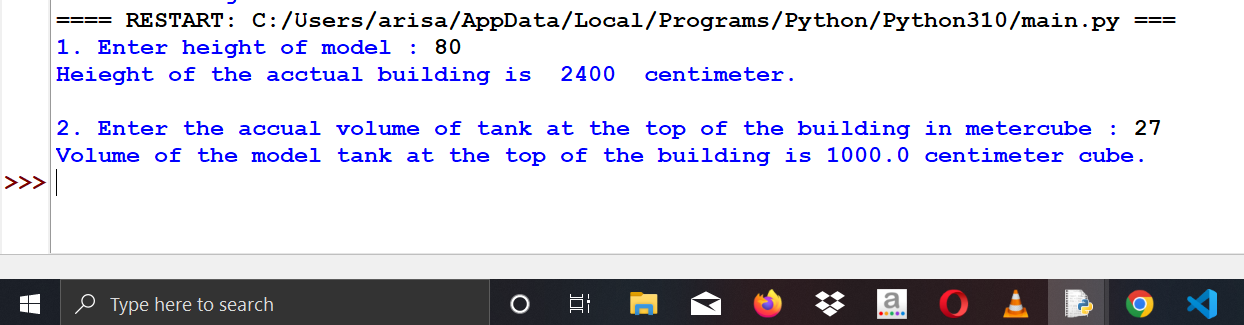 ==== RESTART: C:/Users/arisa/AppData/Local/Programs/Python/Python310/main.py ===
1. Enter height of model : 80
Heieght of the acctual building is  2400  centimeter.
2. Enter the accual volume of tank at the top of the building in metercube : 27
Volume of the model tank at the top of the building is 1000.0 centimeter cube.
>>>
Type here to search
a